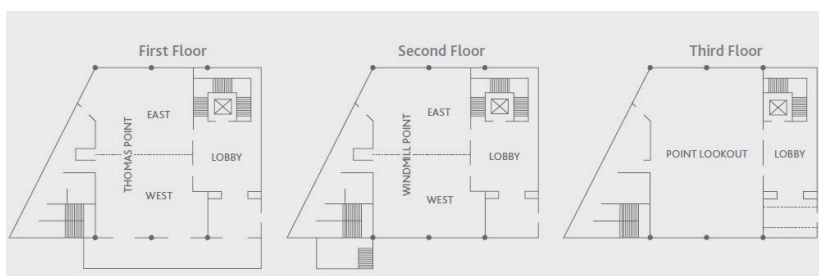 First Floor
EAST
THOMAS POINT
LOBBY
WEST
Second Floor
EAST
WINDMILL POINT
LOBBY
WEST
Third Floor
POINT LOOKOUT
LOBBY